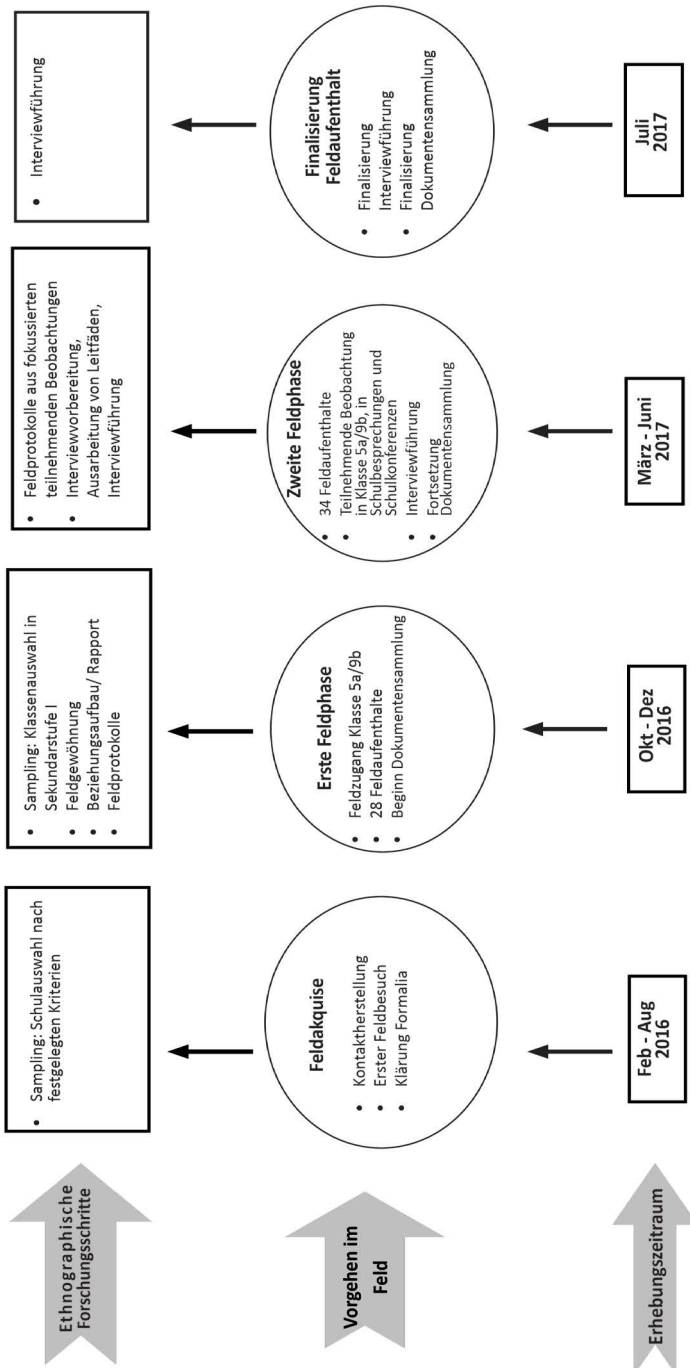 Ethnographische
Forschungsschritte
• Sampling: Schulauswahl nach
festgelegten Kriterien
• Sampling: Klassenauswahl in
Sekundarstufe I
• Feldgewöhnung
• Beziehungsaufbau/ Rapport
• Feldprotokolle
• Feldprotokolle aus fokussierten
teilnehmenden Beobachtungen
• Interviewvorbereitung,
Ausarbeitung von Leitfäden,
Interviewführung
• Interviewführung
Vorgehen im
Feld
Feldakquise
• Kontaktherstellung
• Erster Feldbesuch
• Klärung Formalia
Erste Feldphase
• Feldzugang Klasse 5a/9b
• 28 Feldaufenthalte
• Beginn Dokumentensammlung
Zweite Feldphase
• 34 Feldaufenthalte
• Teilnehmende Beobachtung
in Klasse 5a/9b, in
Schulbesprechungen und
Schulkonferenzen
• Interviewführung
• Fortsetzung
Dokumentensammlung
Finalisierung
Feldaufenthalt
• Finalisierung
Interviewführung
• Finalisierung
Dokumentensammlung
Erhebungszeitraum
Feb - Aug
2016
Okt - Dez
2016
März - Juni
2017
Juli
2017